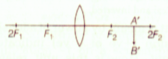 A'
2F₁ F₁ F₂ B' 2F₂